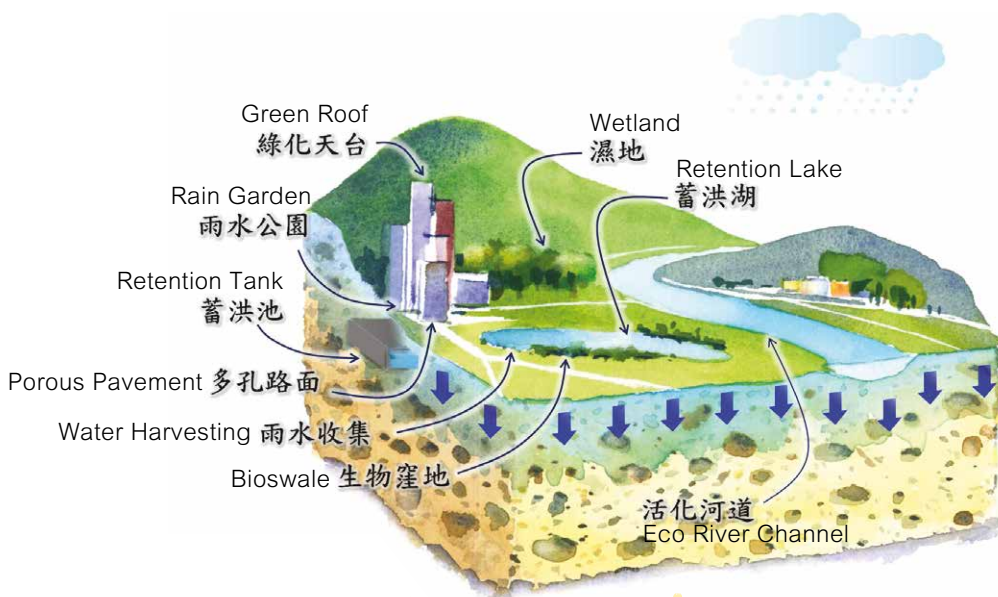 Green Roof
綠化天台
Wetland
濕地
Retention Lake
蓄洪湖
Rain Garden
雨水公園
Retention Tank
蓄洪池
Porous Pavement 多孔路面
Water Harvesting 雨水收集
Bioswale 生物窪地
活化河道
Eco River Channel